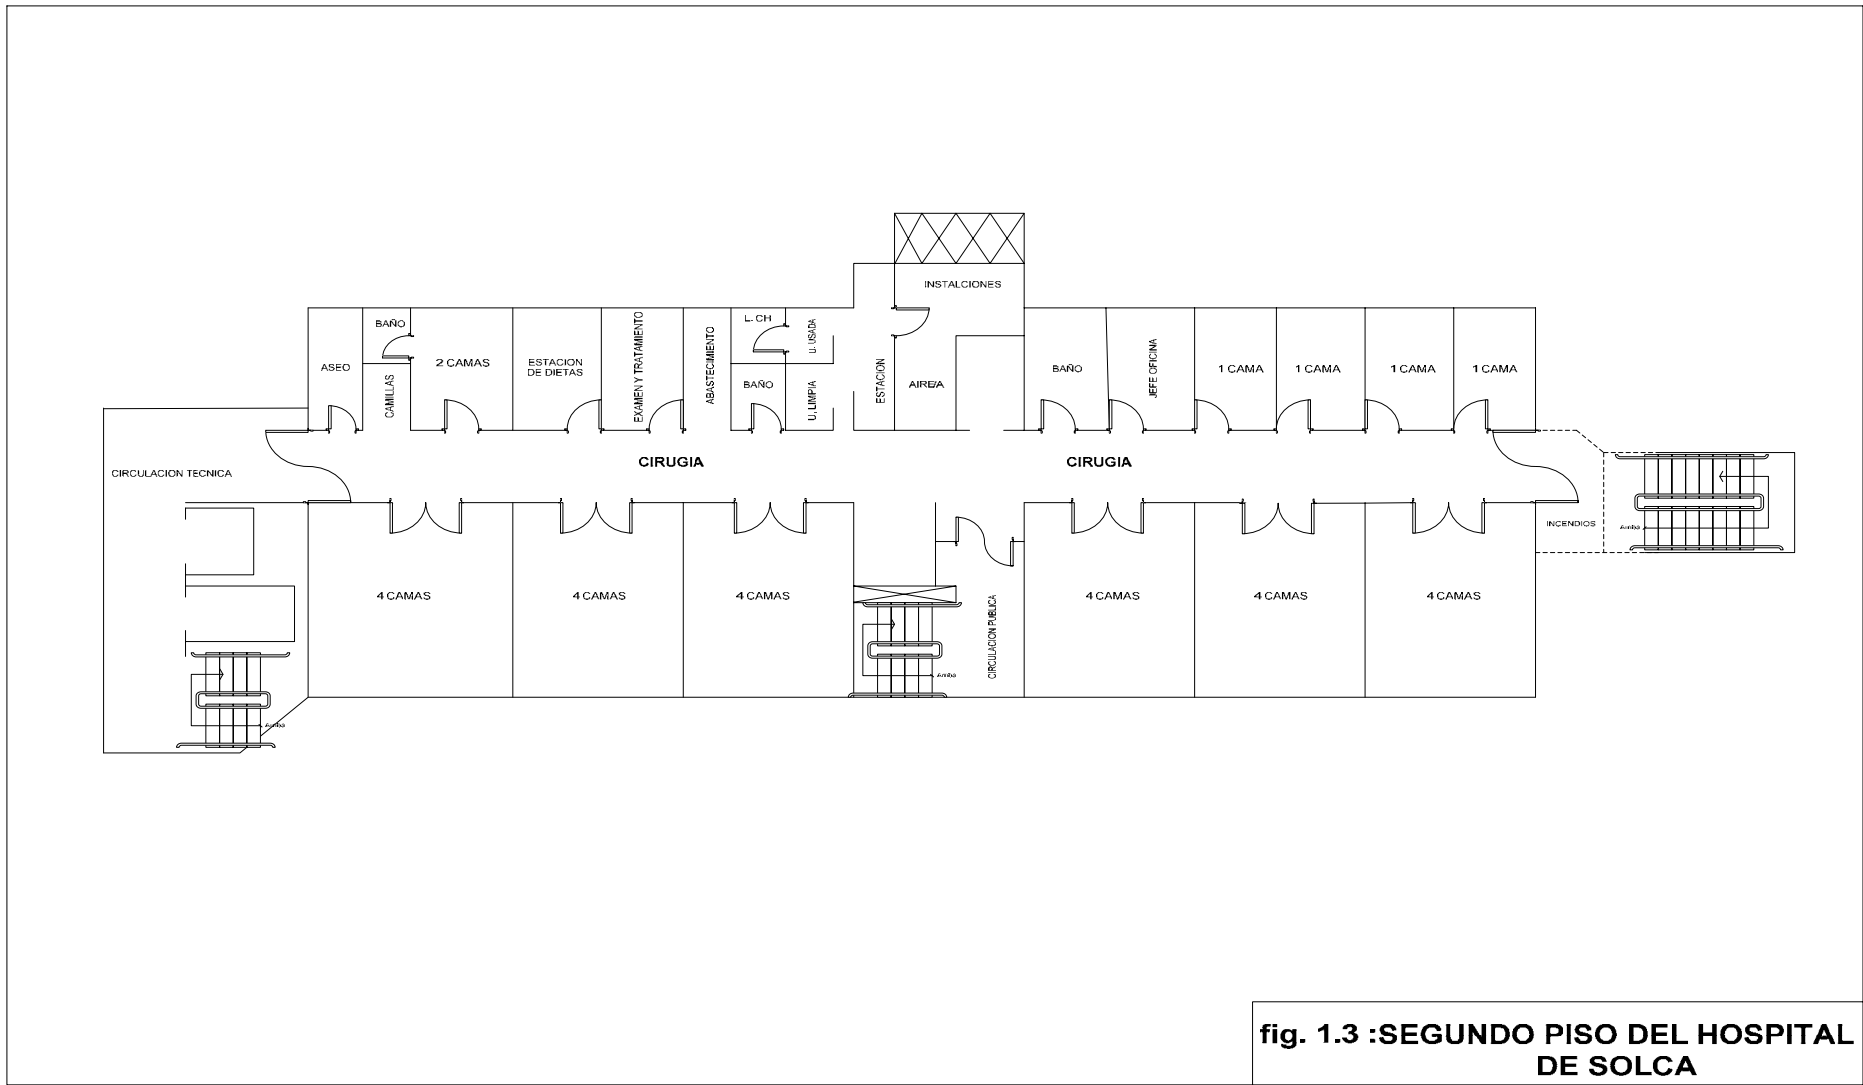 INSTALCIONES
BAÑO
L. CH
U. USADA
ASEO
2 CAMAS
ESTACION
DE DIETAS
EXAMEN Y TRATAMIENTO
ABASTECIMIENTO
CAMILLAS
BAÑO
U, LIMPIA
ESTACION
AIRE/A
BAÑO
JEFE OFICINA
1 CAMA
1 CAMA
1 CAMA
1 CAMA
CIRCULACION TECNICA
CIRUGIA
CIRUGIA
INCENDIOS
Arriba
4 CAMAS
4 CAMAS
4 CAMAS
CIRCULACION PUBLICA
4 CAMAS
4 CAMAS
4 CAMAS
Arriba
Arriba
fig. 1.3 :SEGUNDO PISO DEL HOSPITAL
DE SOLCA